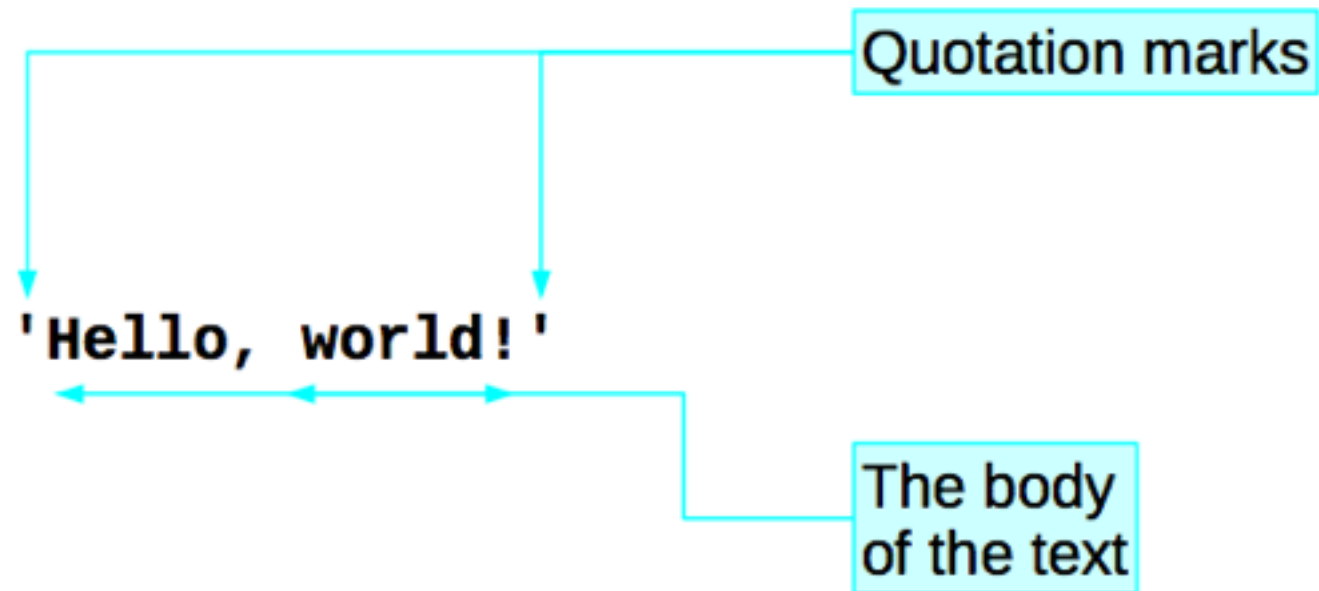 Quotation marks
'Hello, world!'
The body
of the text